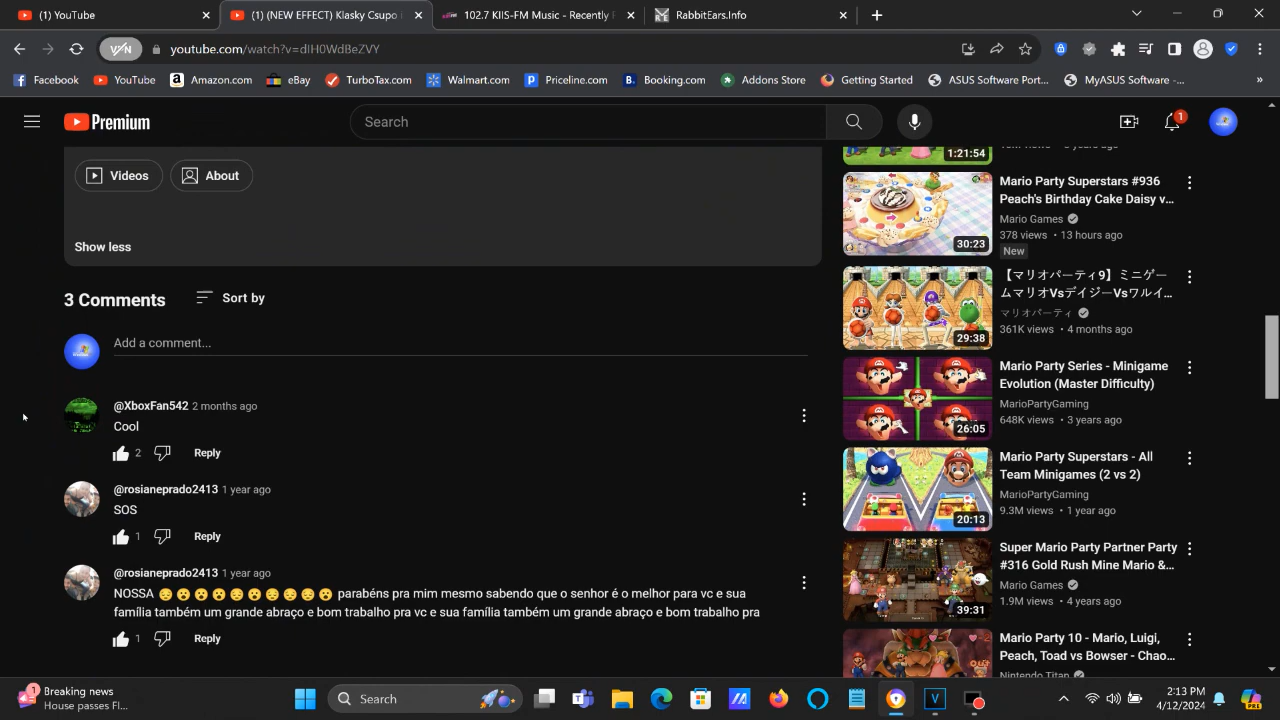 (1) YouTube
(1) (NEW EFFECT) Klasky Csupo
102.7 KIIS-FM Music - Recently
RabbitEars.Info
youtube.com/watch?v=dIH0WdBeZVY
Facebook
YouTube
Amazon.com
eBay
TurboTax.com
Walmart.com
Priceline.com
Booking.com
Addons Store
Getting Started
ASUS Software Port...
MyASUS Software -...
Premium
Search
1
1:21:54
Videos
About
Show less
3 Comments
Sort by
Add a comment...
@XboxFan542 2 months ago
Cool
2
Reply
@rosianeprado2413 1 year ago
SOS
1
Reply
@rosianeprado2413 1 year ago
família também um grande abraço e bom trabalho pra vc e sua família também um grande abraço e bom trabalho pra
1
Reply
30:23
Mario Party Superstars #936
Peach's Birthday Cake Daisy v...
Mario Games
378 views • 13 hours ago
New
29:38
【マリオパーティ9】ミニゲー
ムマリオVsデイジーVsワルイ...
マリオパーティ
361K views • 4 months ago
26:05
Mario Party Series - Minigame
Evolution (Master Difficulty)
MarioPartyGaming
648K views • 3 years ago
20:13
Mario Party Superstars - All
Team Minigames (2 vs 2)
MarioPartyGaming
9.3M views • 1 year ago
39:31
Super Mario Party Partner Party
#316 Gold Rush Mine Mario &...
Mario Games
1.9M views • 4 years ago
Mario Party 10 - Mario, Luigi,
Peach, Toad vs Bowser - Chao...
Nintendo Titan
1
Breaking news
House passes FI...
Search
2:13 PM
4/12/2024
PRE